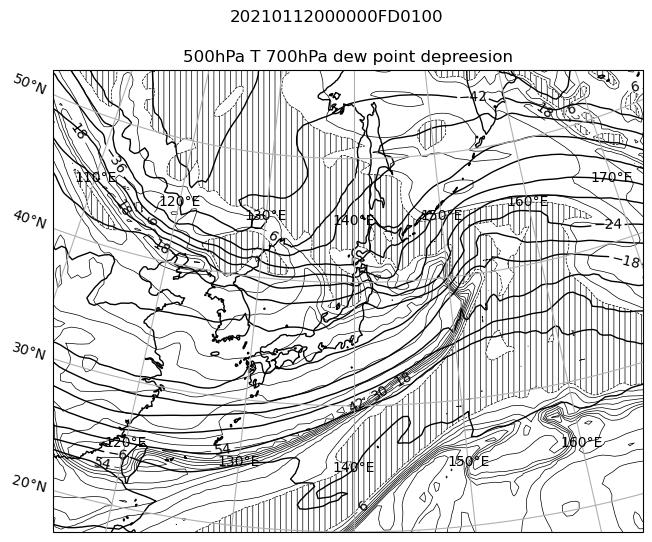 20210112000000FD0100
500hPa T 700hPa dew point depreesion
50°N
-42
18
6
6
18
-36
110°E
120°E
130°E
140°E
150°E
160°E
170°E
40°N
18
6
18
6
-24
-18
30°N
42
30
18
54
-6
54
120°E
130°E
140°E
150°E
160°E
20°N
6